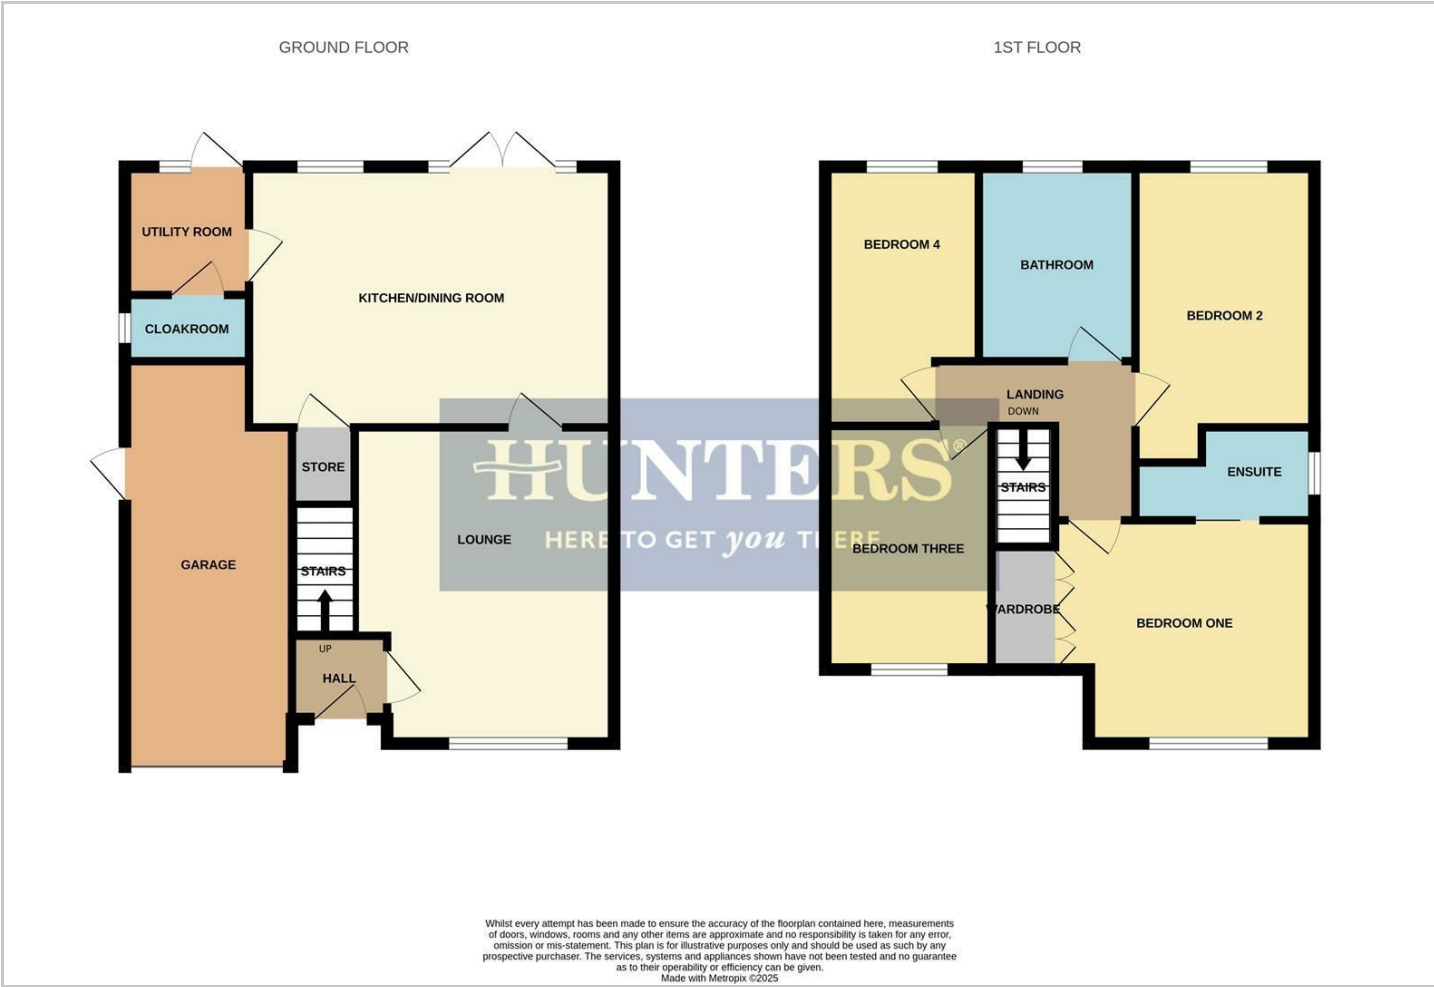 GROUND FLOOR
1ST FLOOR
UTILITY ROOM
CLOAKROOM
KITCHEN/DINING ROOM
STORE
STAIRS
UP
HALL
GARAGE
LOUNGE
BEDROOM 4
BATHROOM
BEDROOM 2
LANDING
DOWN
STAIRS
ENSUITE
BEDROOM THREE
WARDROBE
BEDROOM ONE
HUNTERS®
HERE TO GET you THERE
Whilst every attempt has been made to ensure the accuracy of the floorplan contained here, measurements
of doors, windows, rooms and any other items are approximate and no responsibility is taken for any error,
omission or mis-statement. This plan is for illustrative purposes only and should be used as such by any
prospective purchaser. The services, systems and appliances shown have not been tested and no guarantee
as to their operability or efficiency can be given.
Made with Metropix ©2025